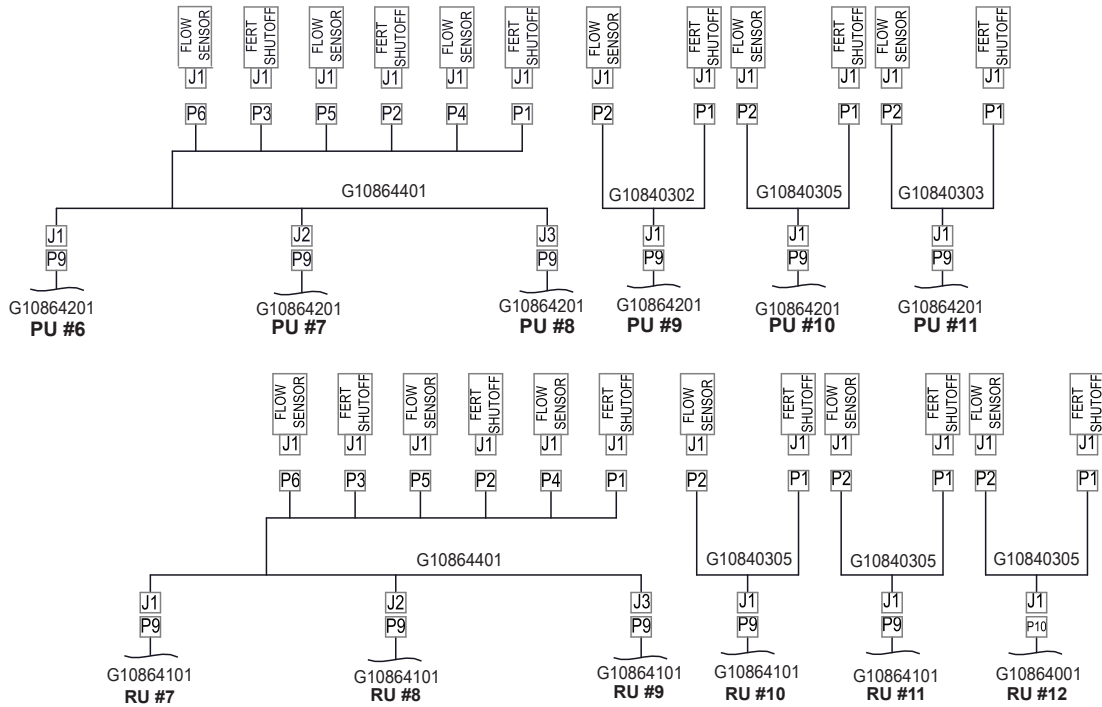 FLOW SENSOR
FERT SHUTOFF
FLOW SENSOR
FERT SHUTOFF
FLOW SENSOR
FERT SHUTOFF
FLOW SENSOR
FERT SHUTOFF
FLOW SENSOR
FERT SHUTOFF
FLOW SENSOR
FERT SHUTOFF
J1 J1 J1 J1 J1 J1 J1 J1 J1 J1 J1 J1
P6 P3 P5 P2 P4 P1 P2 P1 P2 P1 P2 P1
G10864401 G10840302 G10840305 G10840303
J1 J2 J3 J1 J1 J1
P9 P9 P9 P9 P9 P9
G10864201 G10864201 G10864201 G10864201 G10864201 G10864201
PU #6 PU #7 PU #8 PU #9 PU #10 PU #11
FLOW SENSOR
FERT SHUTOFF
FLOW SENSOR
FERT SHUTOFF
FLOW SENSOR
FERT SHUTOFF
FLOW SENSOR
FERT SHUTOFF
FLOW SENSOR
FERT SHUTOFF
FLOW SENSOR
FERT SHUTOFF
J1 J1 J1 J1 J1 J1 J1 J1 J1 J1 J1 J1
P6 P3 P5 P2 P4 P1 P2 P1 P2 P1 P2 P1
G10864401 G10840305 G10840305 G10840305
J1 J2 J3 J1 J1 J1
P9 P9 P9 P9 P9 P10
G10864101 G10864101 G10864101 G10864101 G10864101 G10864001
RU #7 RU #8 RU #9 RU #10 RU #11 RU #12